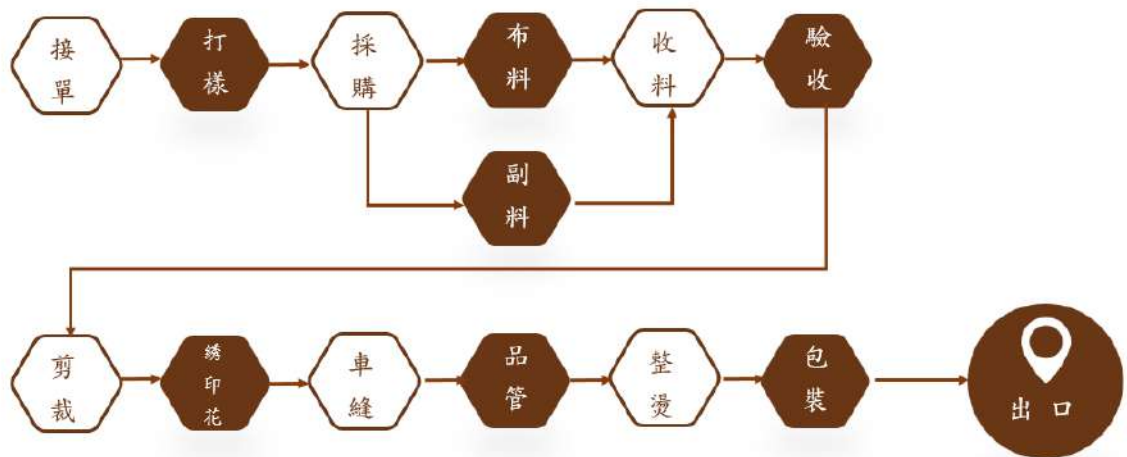 接單
打樣
採購
布料
收料
驗收
副料
剪裁
綉印花
車縫
品管
整燙
包裝
出口